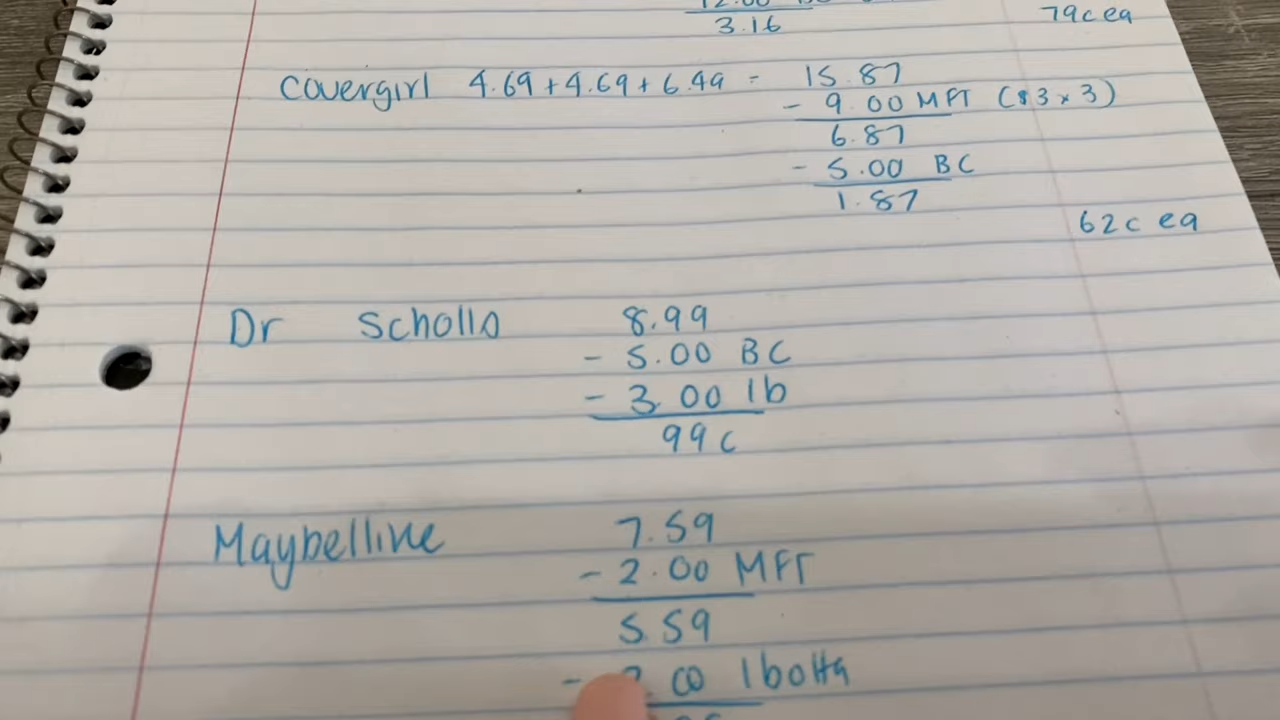 3.16
79c ea
Covergirl 4.69+4.69+6.49 = 15.87
- 9.00 MFT ($3x3)
6.87
- 5.00 BC
1.87
62c ea
Dr Scholls 8.99
- 5.00 BC
- 3.00 Ib
99c
Maybelline 7.59
- 2.00 MFT
5.59
- .00 Ibotta